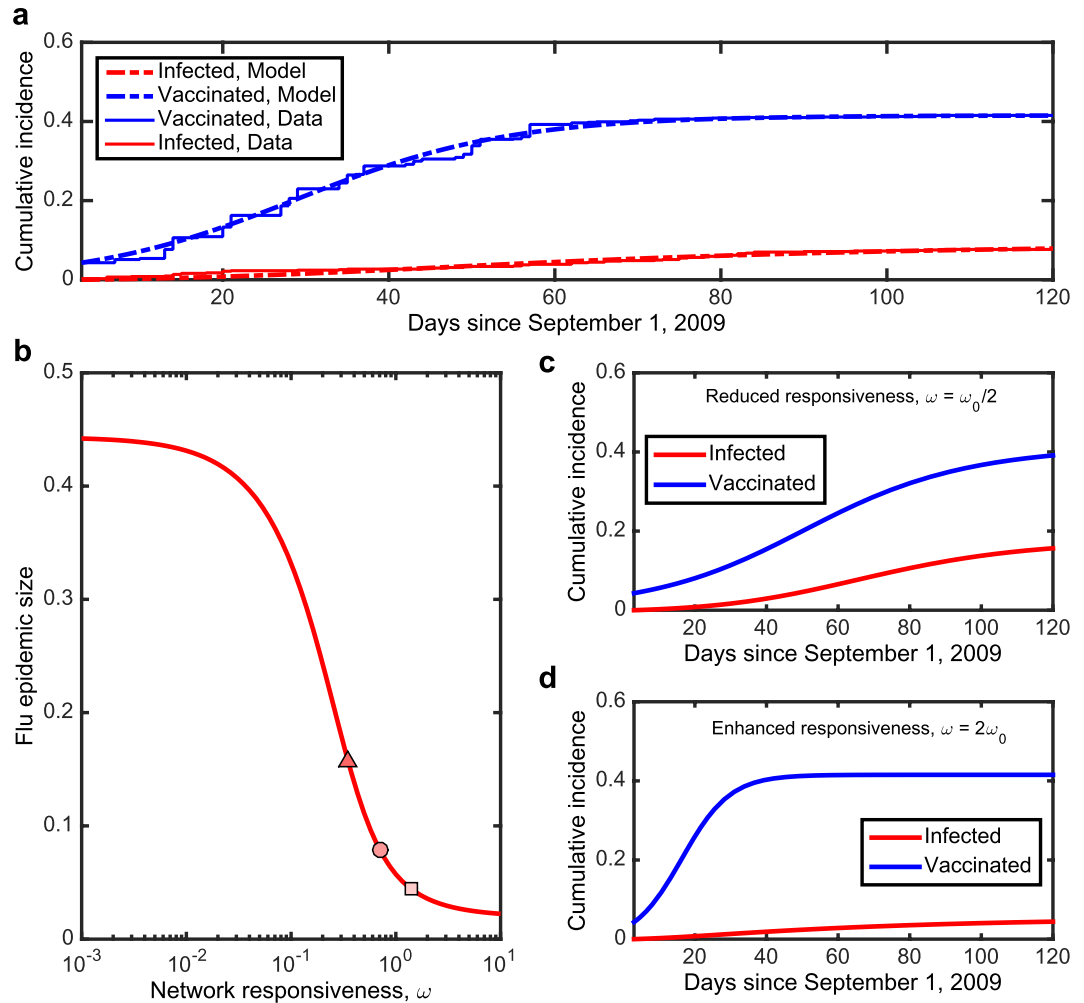 a
0.6
0.4
0.2
0
Cumulative incidence
Infected, Model
Vaccinated, Model
Vaccinated, Data
Infected, Data
20
40
60
80
100
120
Days since September 1, 2009
b
0.5
0.4
0.3
0.2
0.1
0
Flu epidemic size
10⁻³
10⁻²
10⁻¹
10⁰
10¹
Network responsiveness, ω
c
0.6
0.4
0.2
0
Cumulative incidence
Reduced responsiveness, ω = ω₀/2
Infected
Vaccinated
20
40
60
80
100
120
Days since September 1, 2009
d
0.6
0.4
0.2
0
Cumulative incidence
Enhanced responsiveness, ω = 2ω₀
Infected
Vaccinated
20
40
60
80
100
120
Days since September 1, 2009